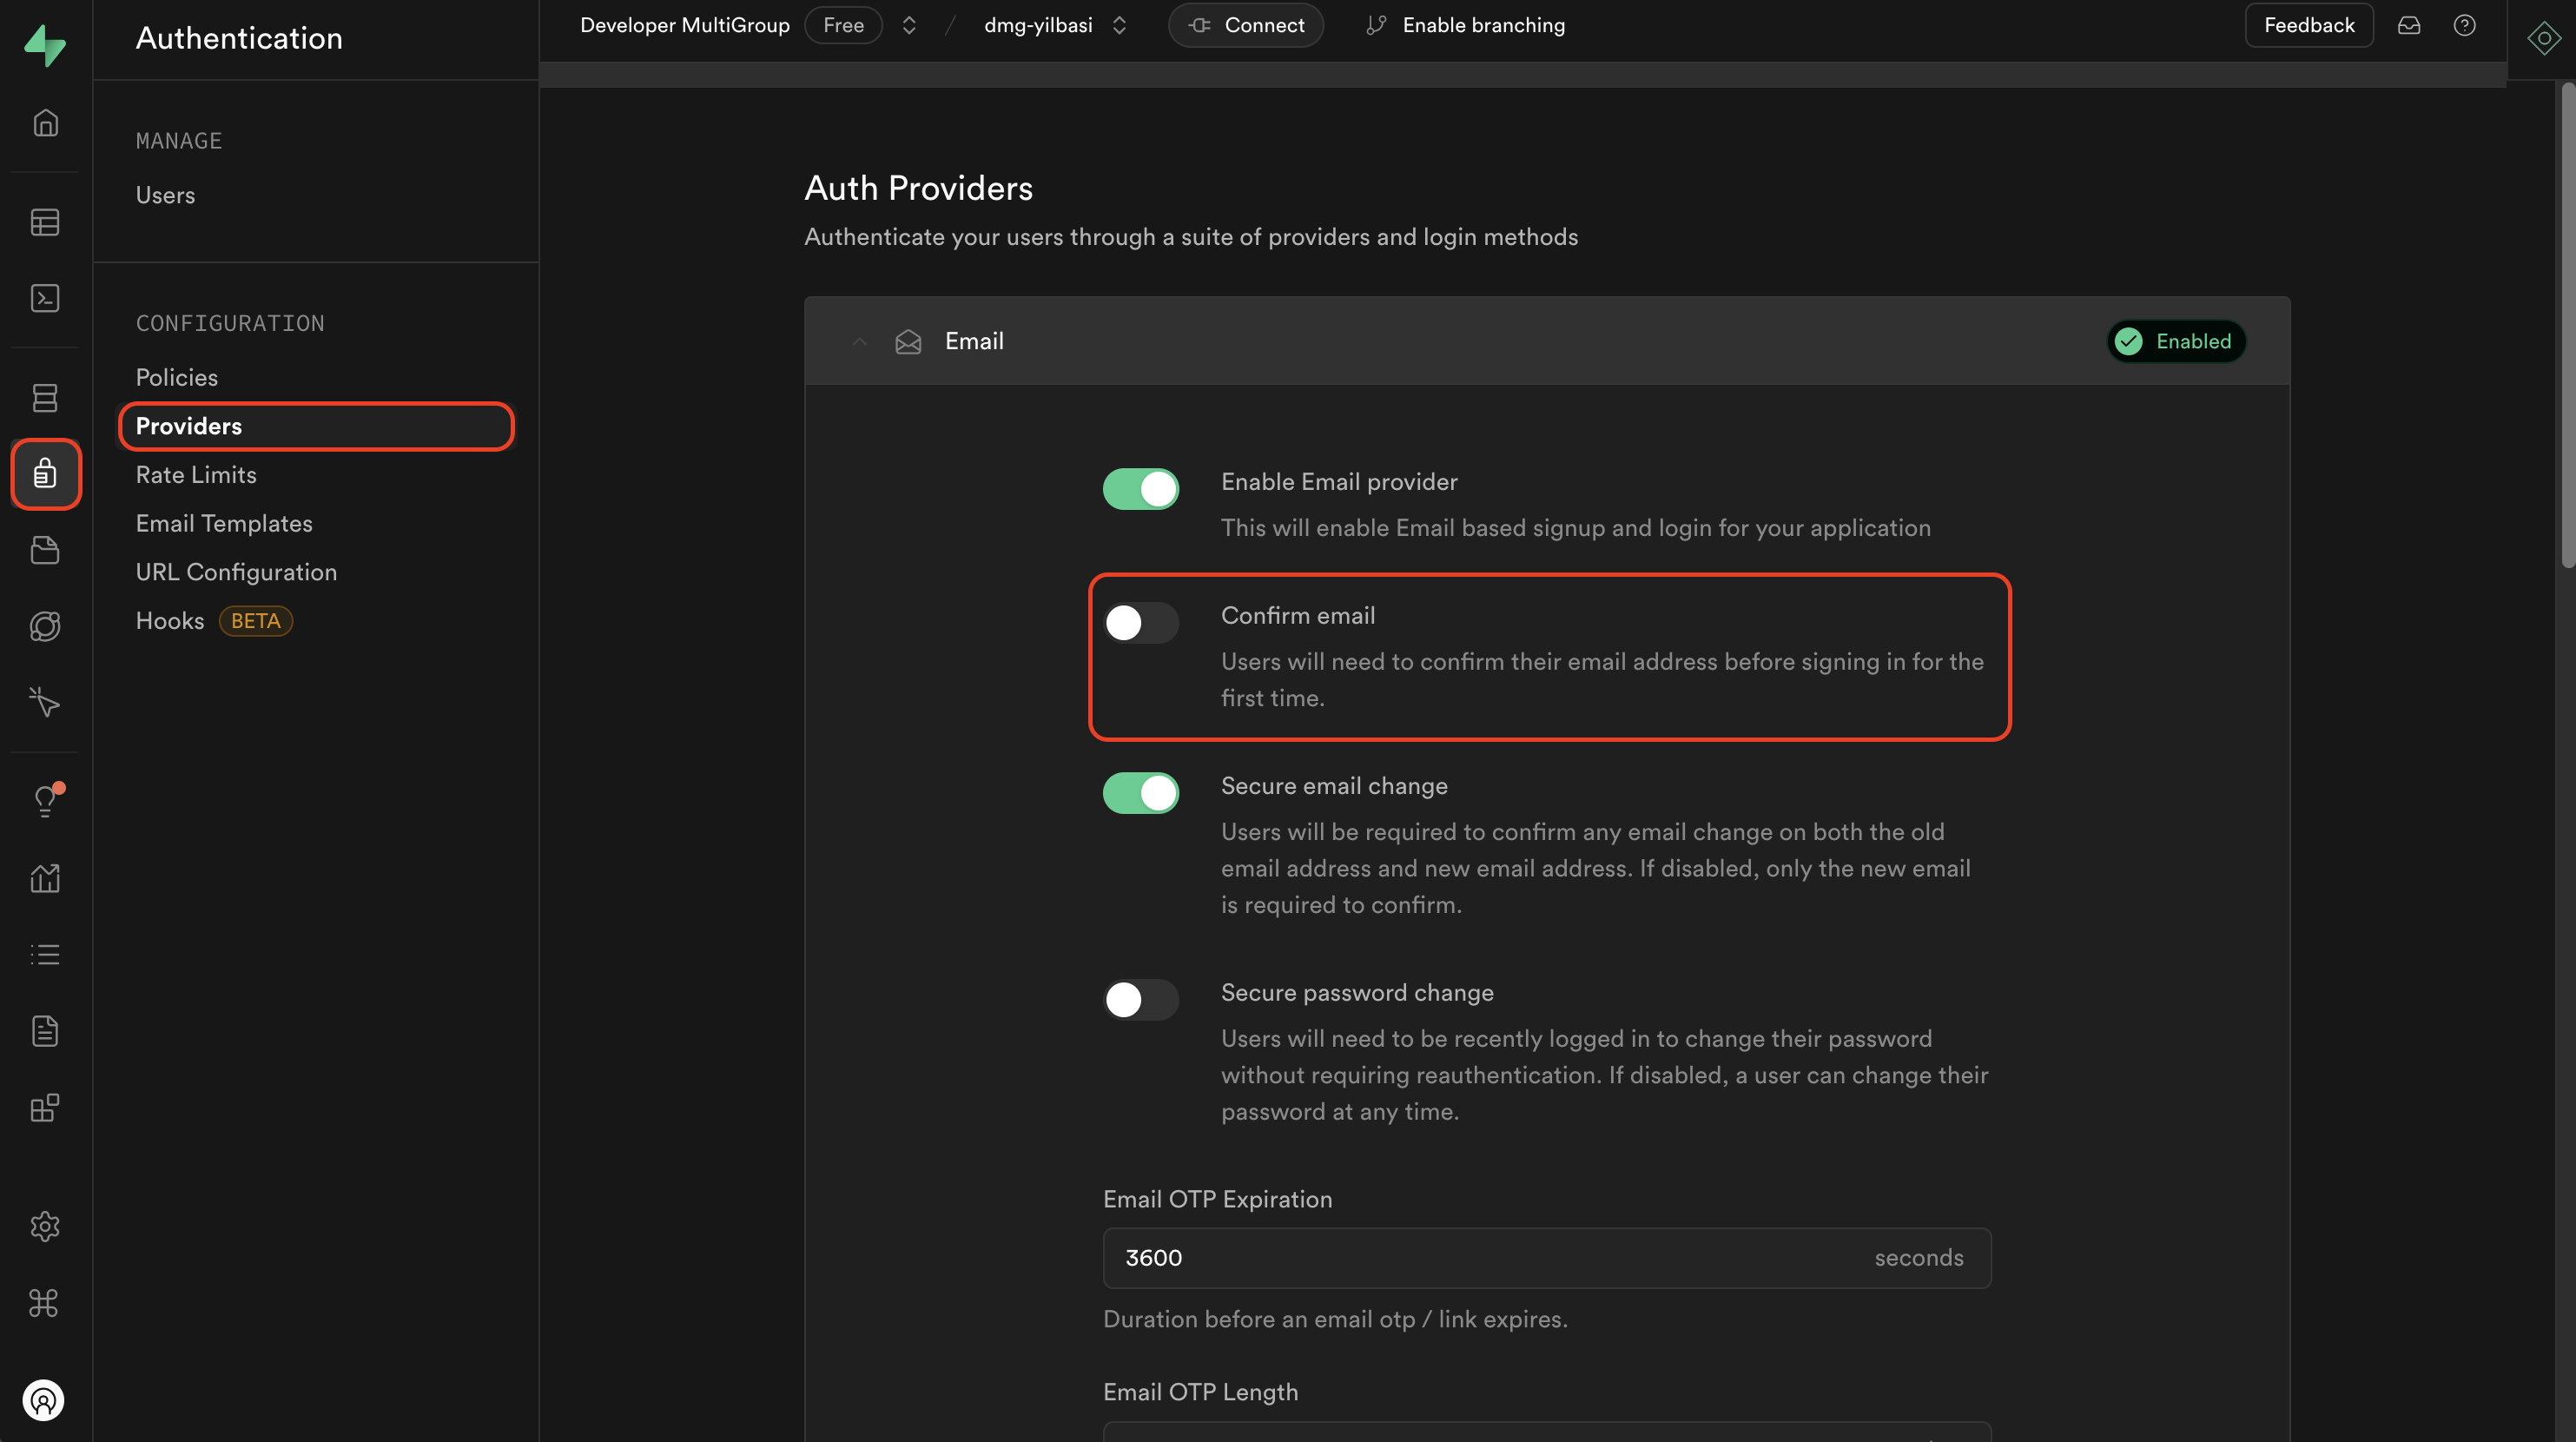 Authentication
Developer MultiGroup Free / dmg-yilbasi Connect Enable branching Feedback
MANAGE
Users
CONFIGURATION
Policies
Providers
Rate Limits
Email Templates
URL Configuration
Hooks BETA
Auth Providers
Authenticate your users through a suite of providers and login methods
Email Enabled
Enable Email provider
This will enable Email based signup and login for your application
Confirm email
Users will need to confirm their email address before signing in for the
first time.
Secure email change
Users will be required to confirm any email change on both the old
email address and new email address. If disabled, only the new email
is required to confirm.
Secure password change
Users will need to be recently logged in to change their password
without requiring reauthentication. If disabled, a user can change their
password at any time.
Email OTP Expiration
3600 seconds
Duration before an email otp / link expires.
Email OTP Length